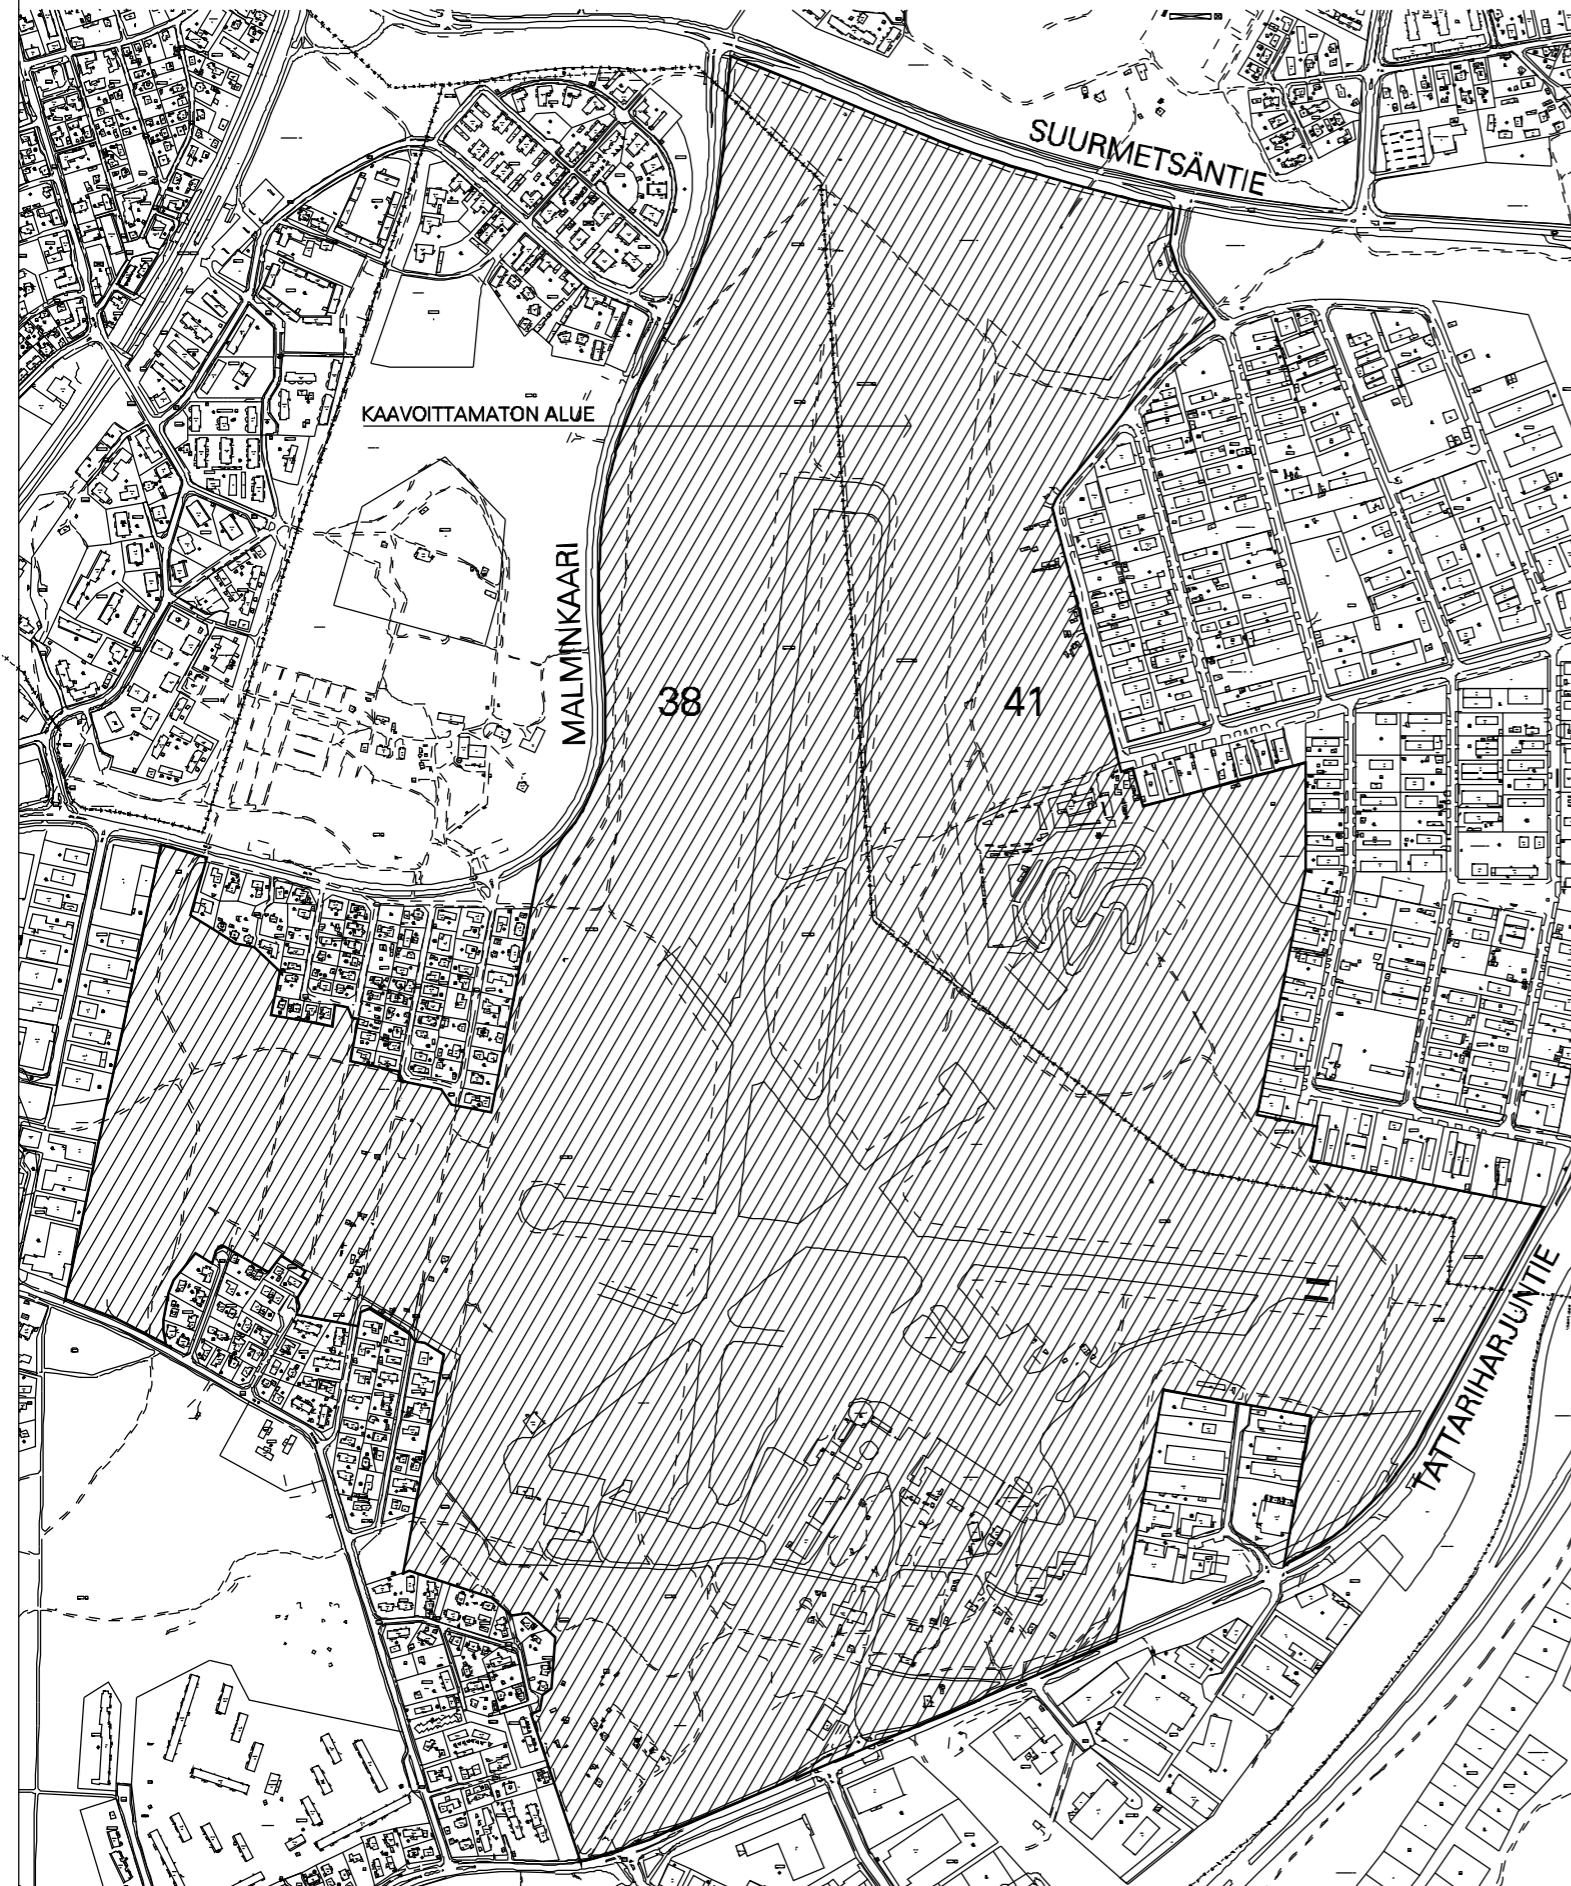 SUURMETSÄNTIE
KAAVOITTAMATON ALUE
MALMINKAARI
38
41
TATTARIHARJUNTIE